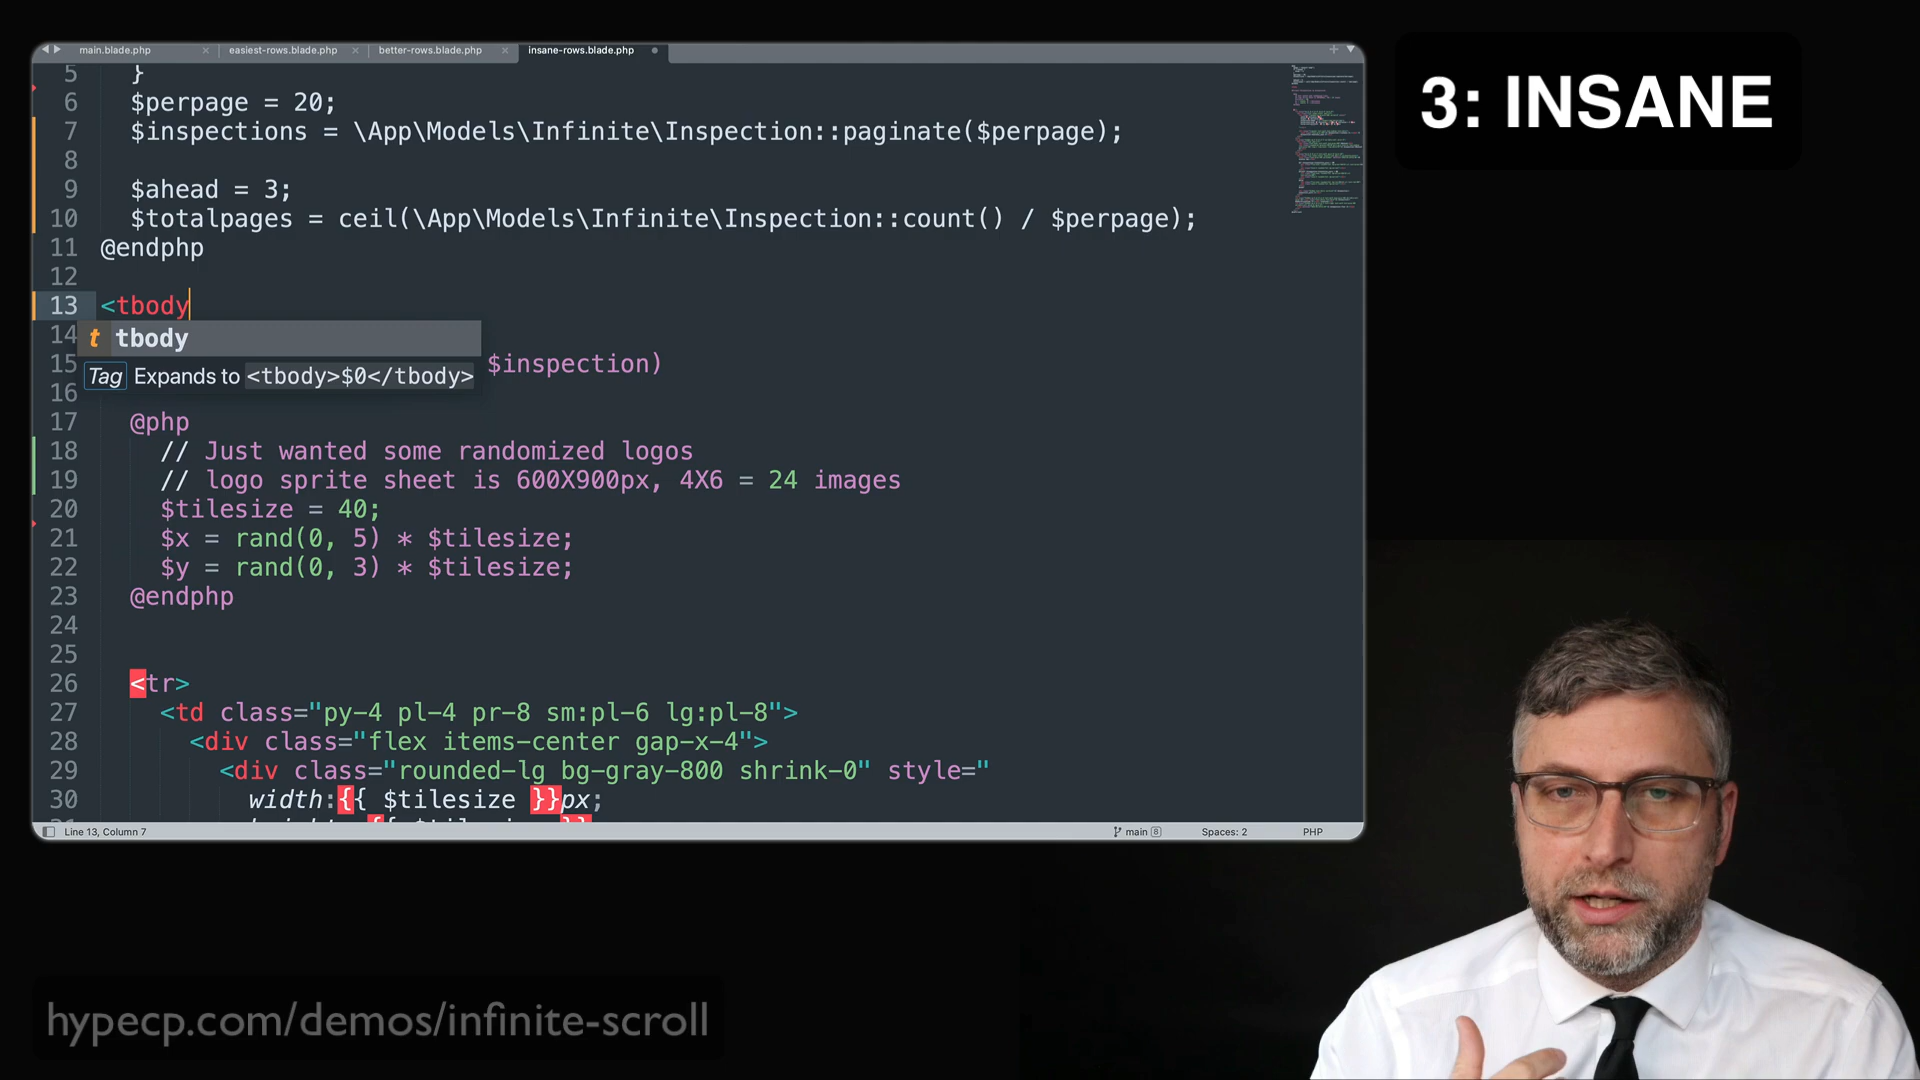 main.blade.php × easiest-rows.blade.php × better-rows.blade.php × insane-rows.blade.php
3: INSANE
5 }
6 $perpage = 20;
7 $inspections = \App\Models\Infinite\Inspection::paginate($perpage);
8
9 $ahead = 3;
10 $totalpages = ceil(\App\Models\Infinite\Inspection::count() / $perpage);
11 @endphp
12
13 <tbody
14 t tbody
15 $inspection)
Tag Expands to <tbody>$0</tbody>
16
17 @php
18 // Just wanted some randomized logos
19 // logo sprite sheet is 600X900px, 4X6 = 24 images
20 $tilesize = 40;
21 $x = rand(0, 5) * $tilesize;
22 $y = rand(0, 3) * $tilesize;
23 @endphp
24
25
26 <tr>
27 <td class="py-4 pl-4 pr-8 sm:pl-6 lg:pl-8">
28 <div class="flex items-center gap-x-4">
29 <div class="rounded-lg bg-gray-800 shrink-0" style="
30 width:{{ $tilesize }}px;
Line 13, Column 7 main 8 Spaces: 2 PHP
hypecp.com/demos/infinite-scroll